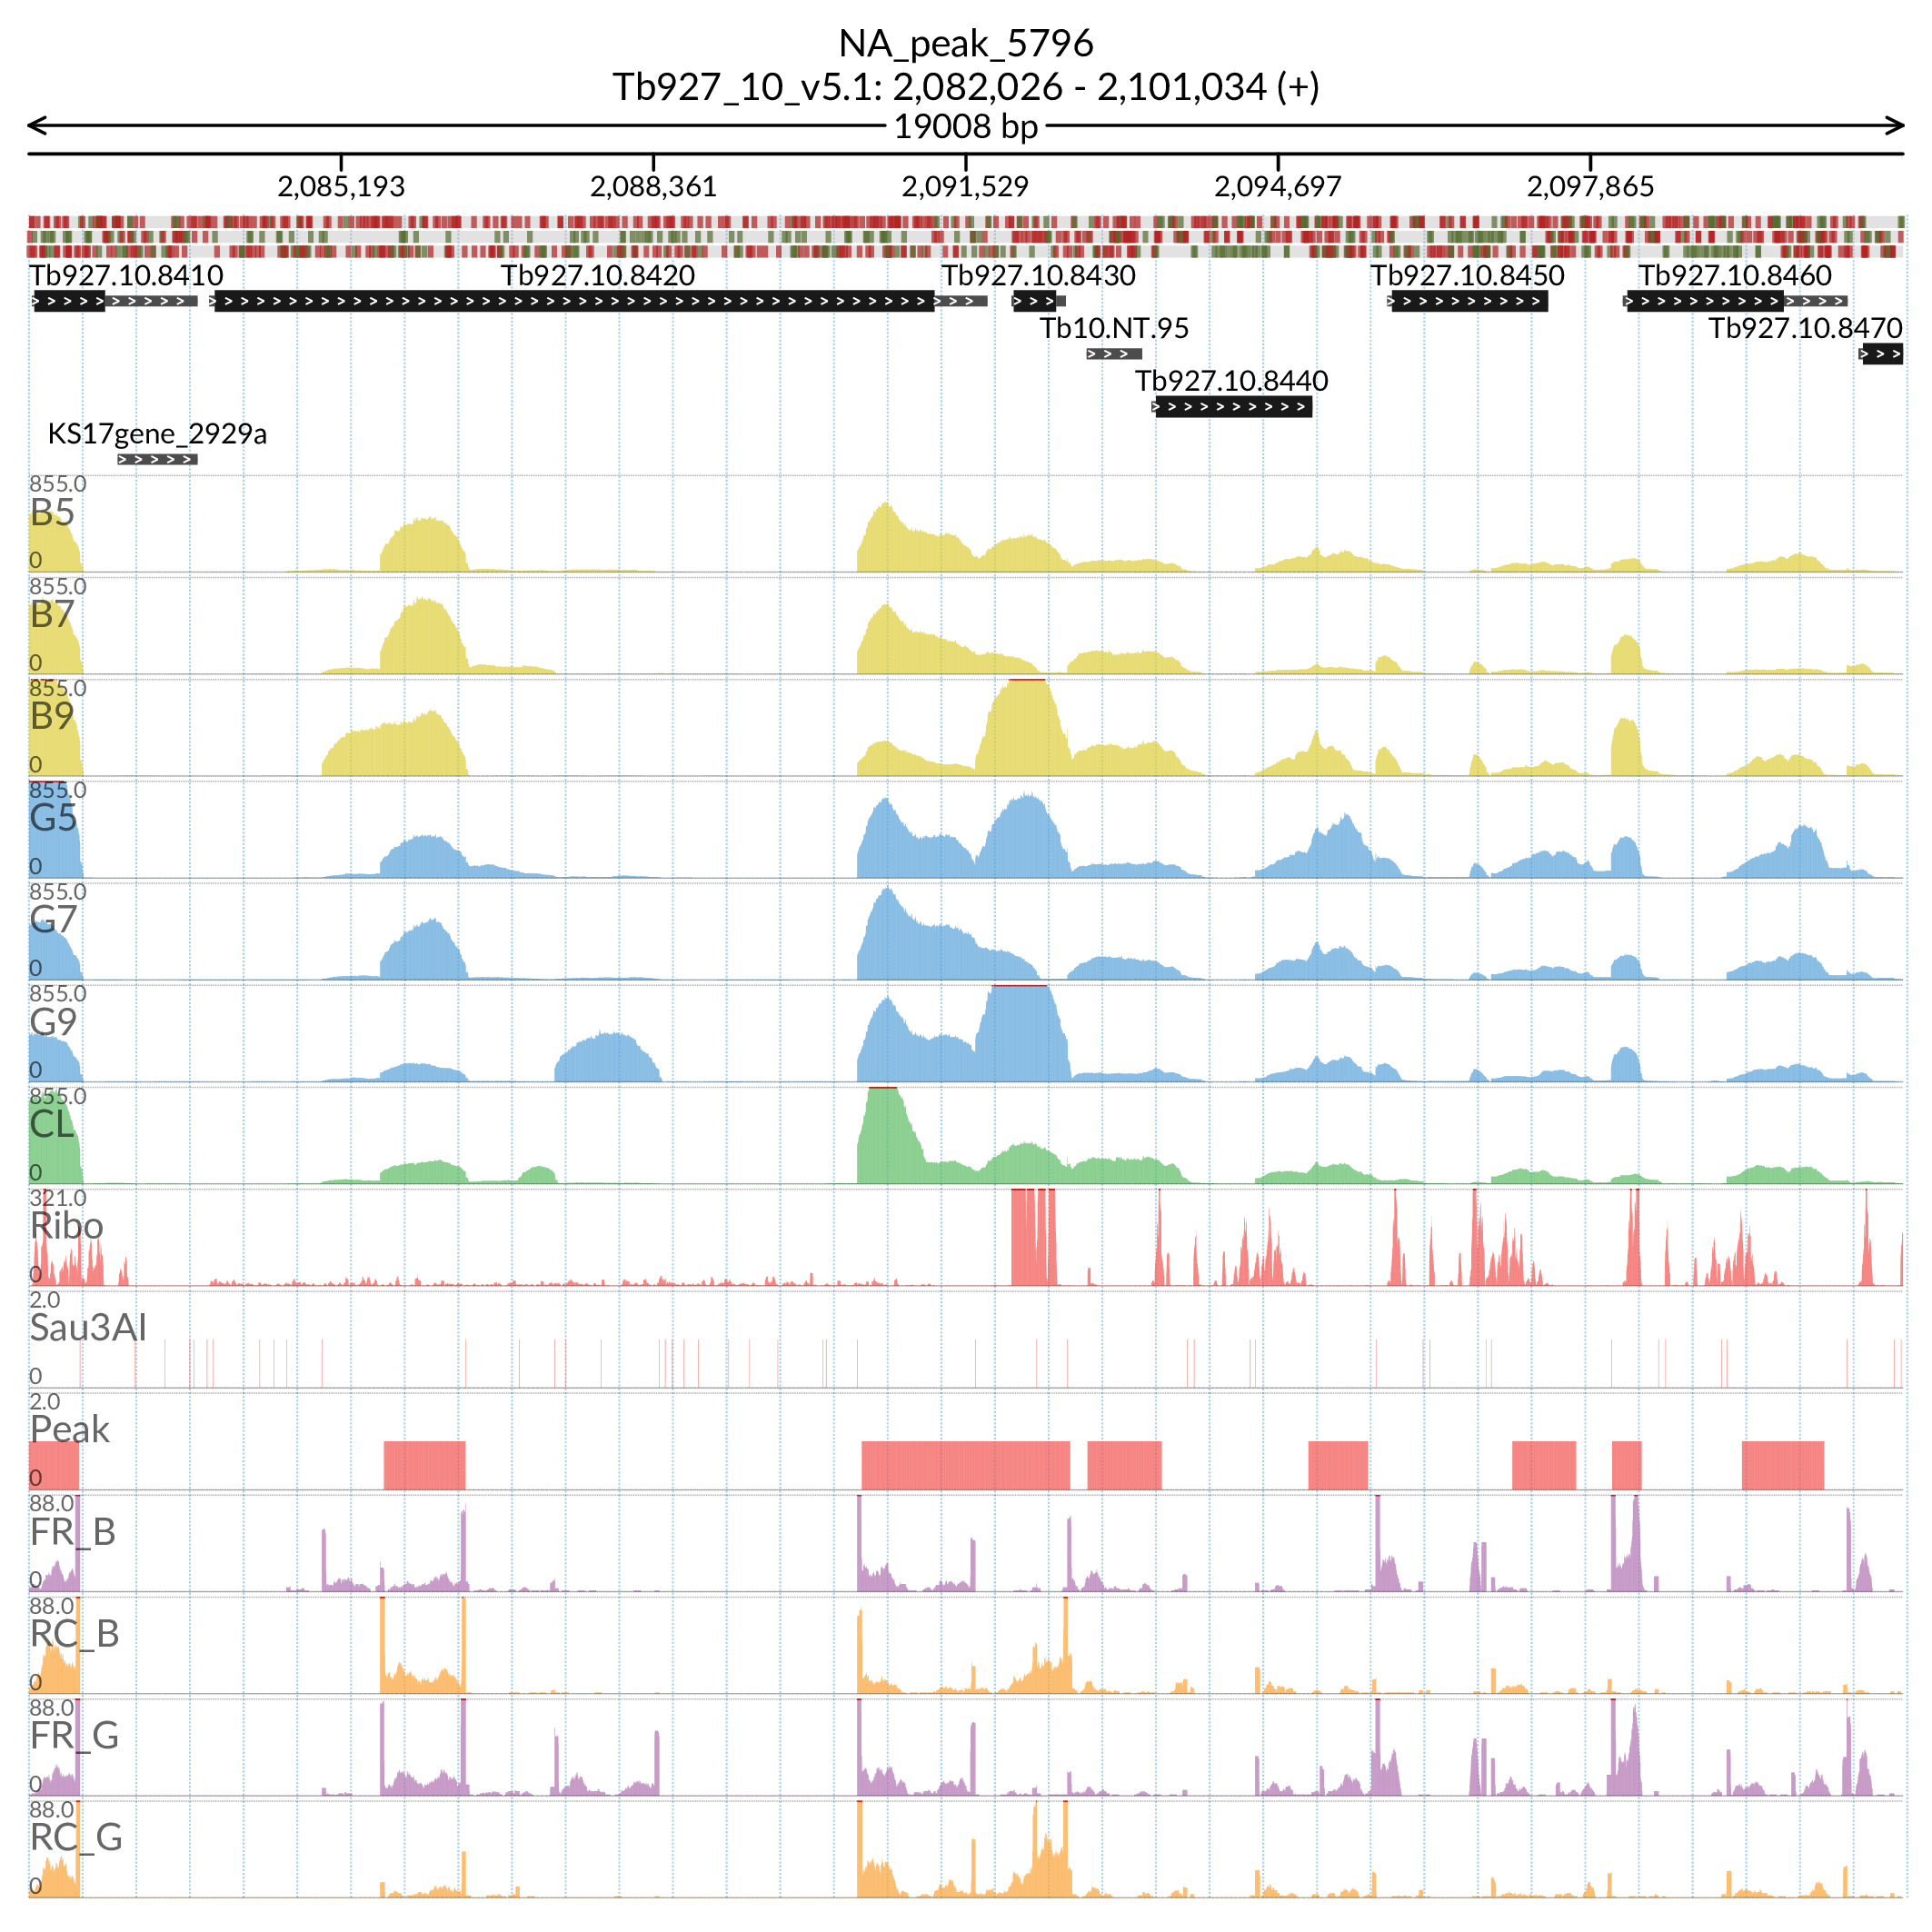 NA_peak_5796
Tb927_10_v5.1: 2,082,026 - 2,101,034 (+)
19008 bp
2,085,193 2,088,361 2,091,529 2,094,697 2,097,865
Tb927.10.8410 Tb927.10.8420 Tb927.10.8430 Tb927.10.8450 Tb927.10.8460
Tb10.NT.95 Tb927.10.8470
Tb927.10.8440
KS17gene_2929a
855.0
B5
0
855.0
B7
0
855.0
B9
0
855.0
G5
0
855.0
G7
0
855.0
G9
0
855.0
CL
0
321.0
Ribo
0
2.0
Sau3AI
0
2.0
Peak
0
88.0
FR_B
0
88.0
RC_B
0
88.0
FR_G
0
88.0
RC_G
0